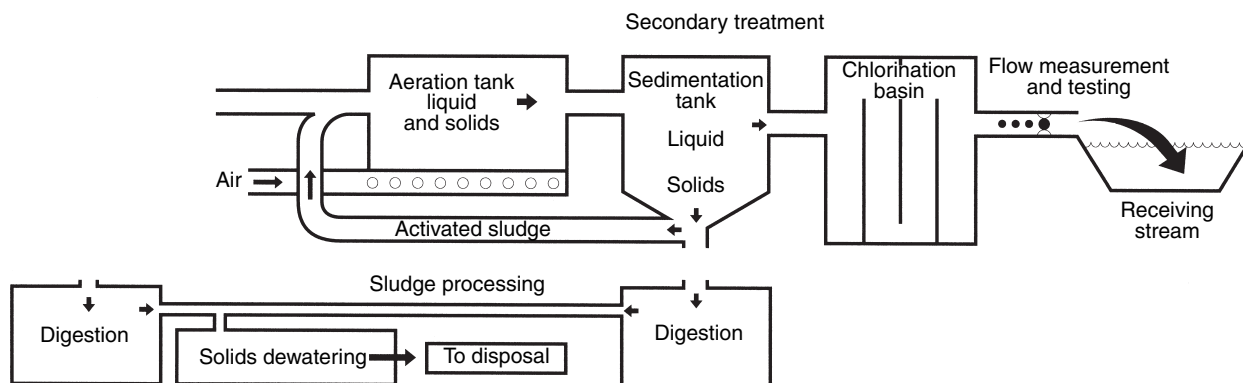 Secondary treatment
Aeration tank
liquid
and solids
Sedimentation
tank
Liquid
Solids
Chlorination
basin
Flow measurement
and testing
Air
Activated sludge
Receiving
stream
Sludge processing
Digestion
Solids dewatering
To disposal
Digestion